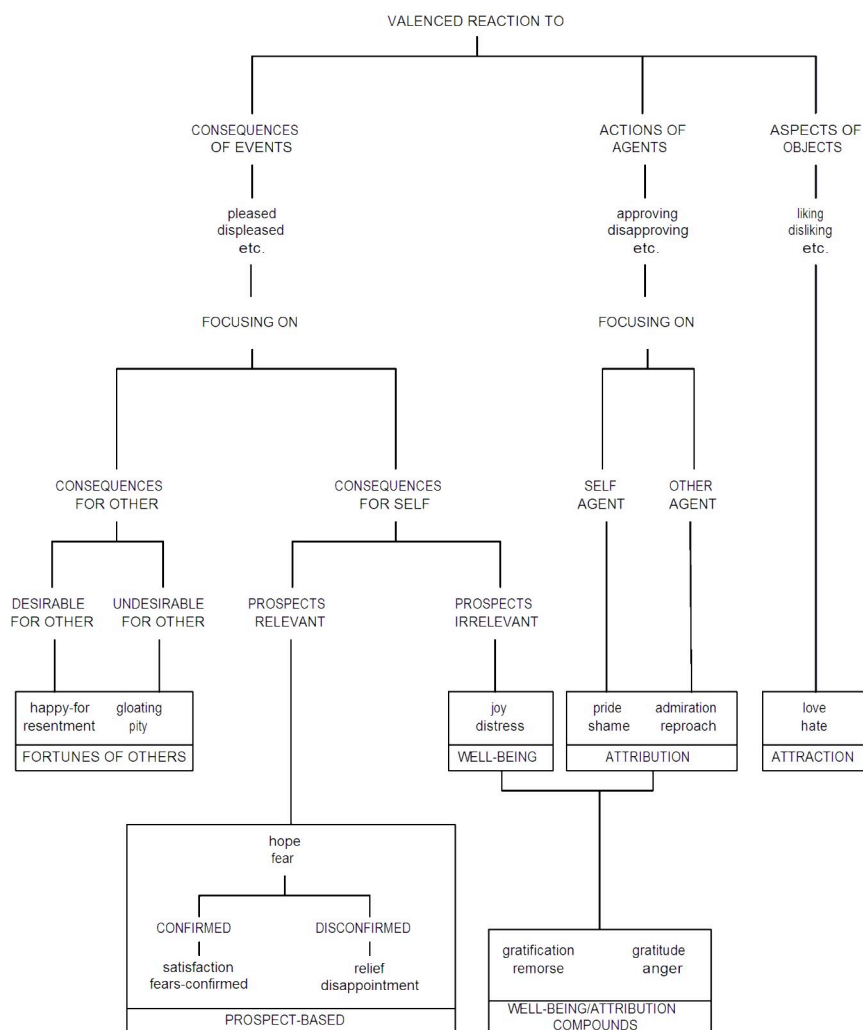 VALENCED REACTION TO
CONSEQUENCES
OF EVENTS
ACTIONS OF
AGENTS
ASPECTS OF
OBJECTS
pleased
displeased
etc.
approving
disapproving
etc.
liking
disliking
etc.
FOCUSING ON
FOCUSING ON
CONSEQUENCES
FOR OTHER
CONSEQUENCES
FOR SELF
SELF
AGENT
OTHER
AGENT
DESIRABLE
FOR OTHER
UNDESIRABLE
FOR OTHER
PROSPECTS
RELEVANT
PROSPECTS
IRRELEVANT
happy-for
resentment
gloating
pity
FORTUNES OF OTHERS
joy
distress
WELL-BEING
pride
shame
admiration
reproach
ATTRIBUTION
love
hate
ATTRACTION
hope
fear
CONFIRMED
DISCONFIRMED
satisfaction
fears-confirmed
relief
disappointment
PROSPECT-BASED
gratification
remorse
gratitude
anger
WELL-BEING/ATTRIBUTION
COMPOUNDS